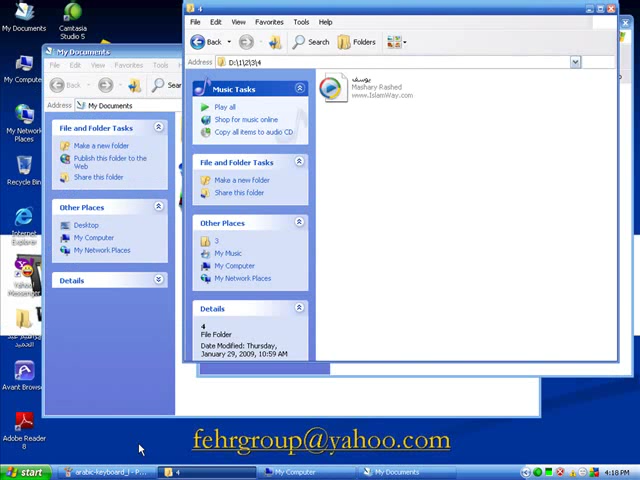 My Documents
Camtasia
Studio 5
My Computer
My Network
Places
Recycle Bin
Internet
Explorer
Yahoo!
Messenger
عبد
الحميد
Avant Browser
Adobe Reader
8
My Documents
File Edit View Favorites Tools
Back
Search
Address My Documents
File and Folder Tasks
Make a new folder
Publish this folder to the
Web
Share this folder
Other Places
Desktop
My Computer
My Network Places
Details
4
File Edit View Favorites Tools Help
Back Search Folders
Address D:\1\2\3\4
Music Tasks
Play all
Shop for music online
Copy all items to audio CD
File and Folder Tasks
Make a new folder
Share this folder
Other Places
3
My Music
My Computer
My Network Places
Details
4
File Folder
Date Modified: Thursday,
January 29, 2009, 10:59 AM
يوسف
Mashary Rashed
www.IslamWay.com
fehrgroup@yahoo.com
start
arabic-keyboard_l - P...
4
My Computer
My Documents
4:18 PM